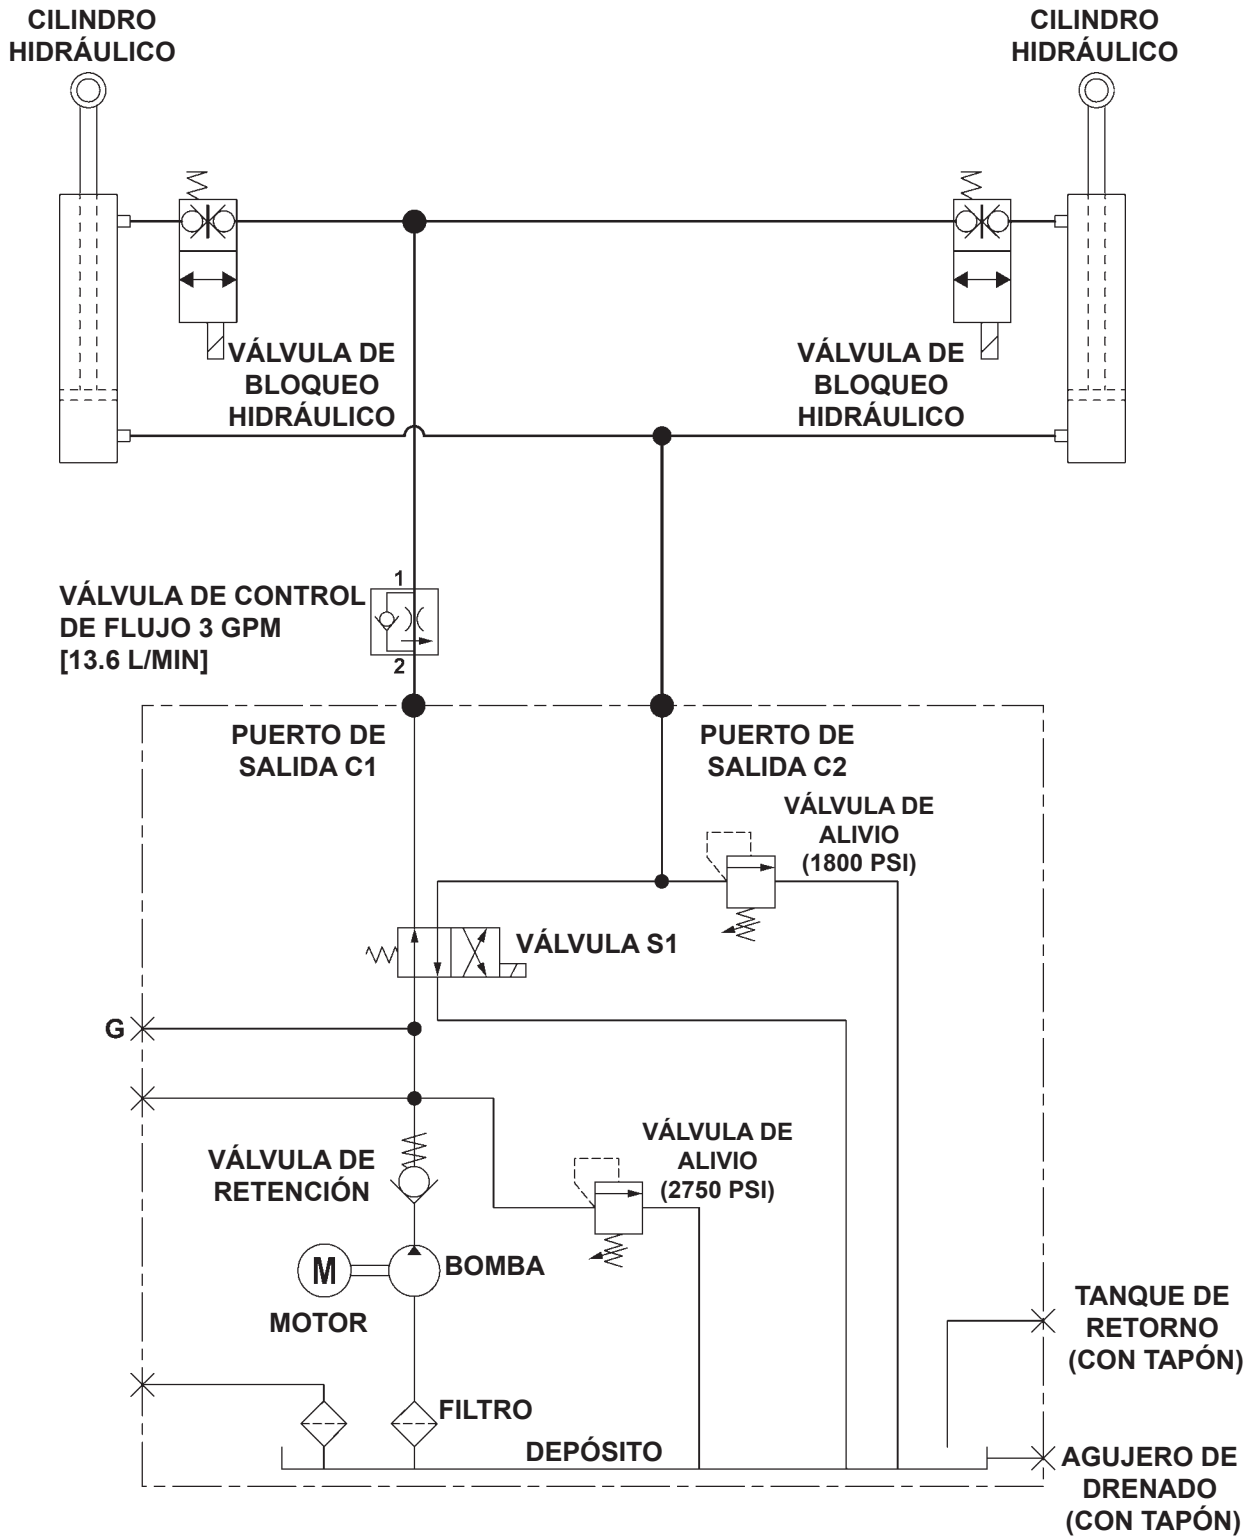 CILINDRO
HIDRÁULICO
CILINDRO
HIDRÁULICO
VÁLVULA DE
BLOQUEO
HIDRÁULICO
VÁLVULA DE
BLOQUEO
HIDRÁULICO
VÁLVULA DE CONTROL
DE FLUJO 3 GPM
[13.6 L/MIN]
1
2
PUERTO DE
SALIDA C1
PUERTO DE
SALIDA C2
VÁLVULA DE
ALIVIO
(1800 PSI)
VÁLVULA S1
G
VÁLVULA DE
RETENCIÓN
VÁLVULA DE
ALIVIO
(2750 PSI)
M
BOMBA
MOTOR
TANQUE DE
RETORNO
(CON TAPÓN)
FILTRO
DEPÓSITO
AGUJERO DE
DRENADO
(CON TAPÓN)